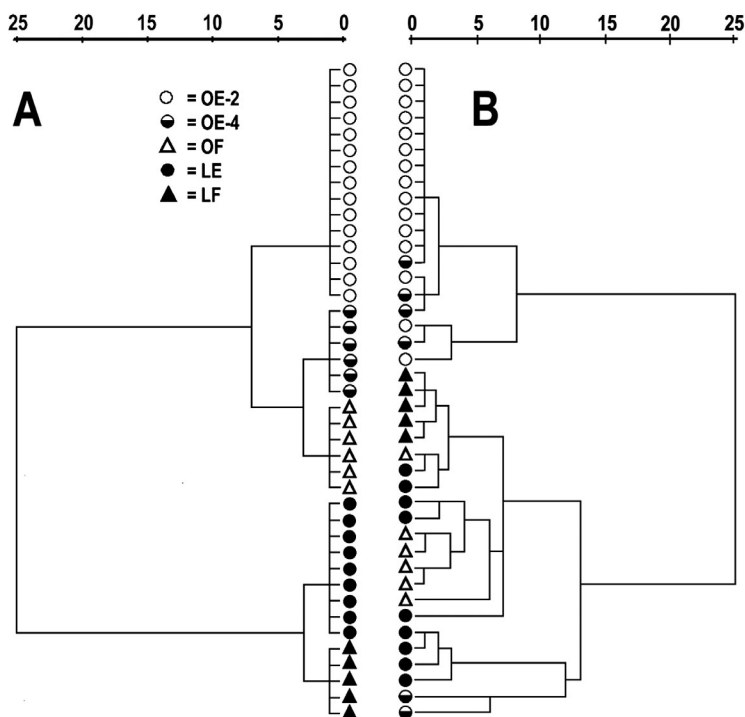 25 20 15 10 5 0 0 5 10 15 20 25
A
B
= OE-2
= OE-4
= OF
= LE
= LF